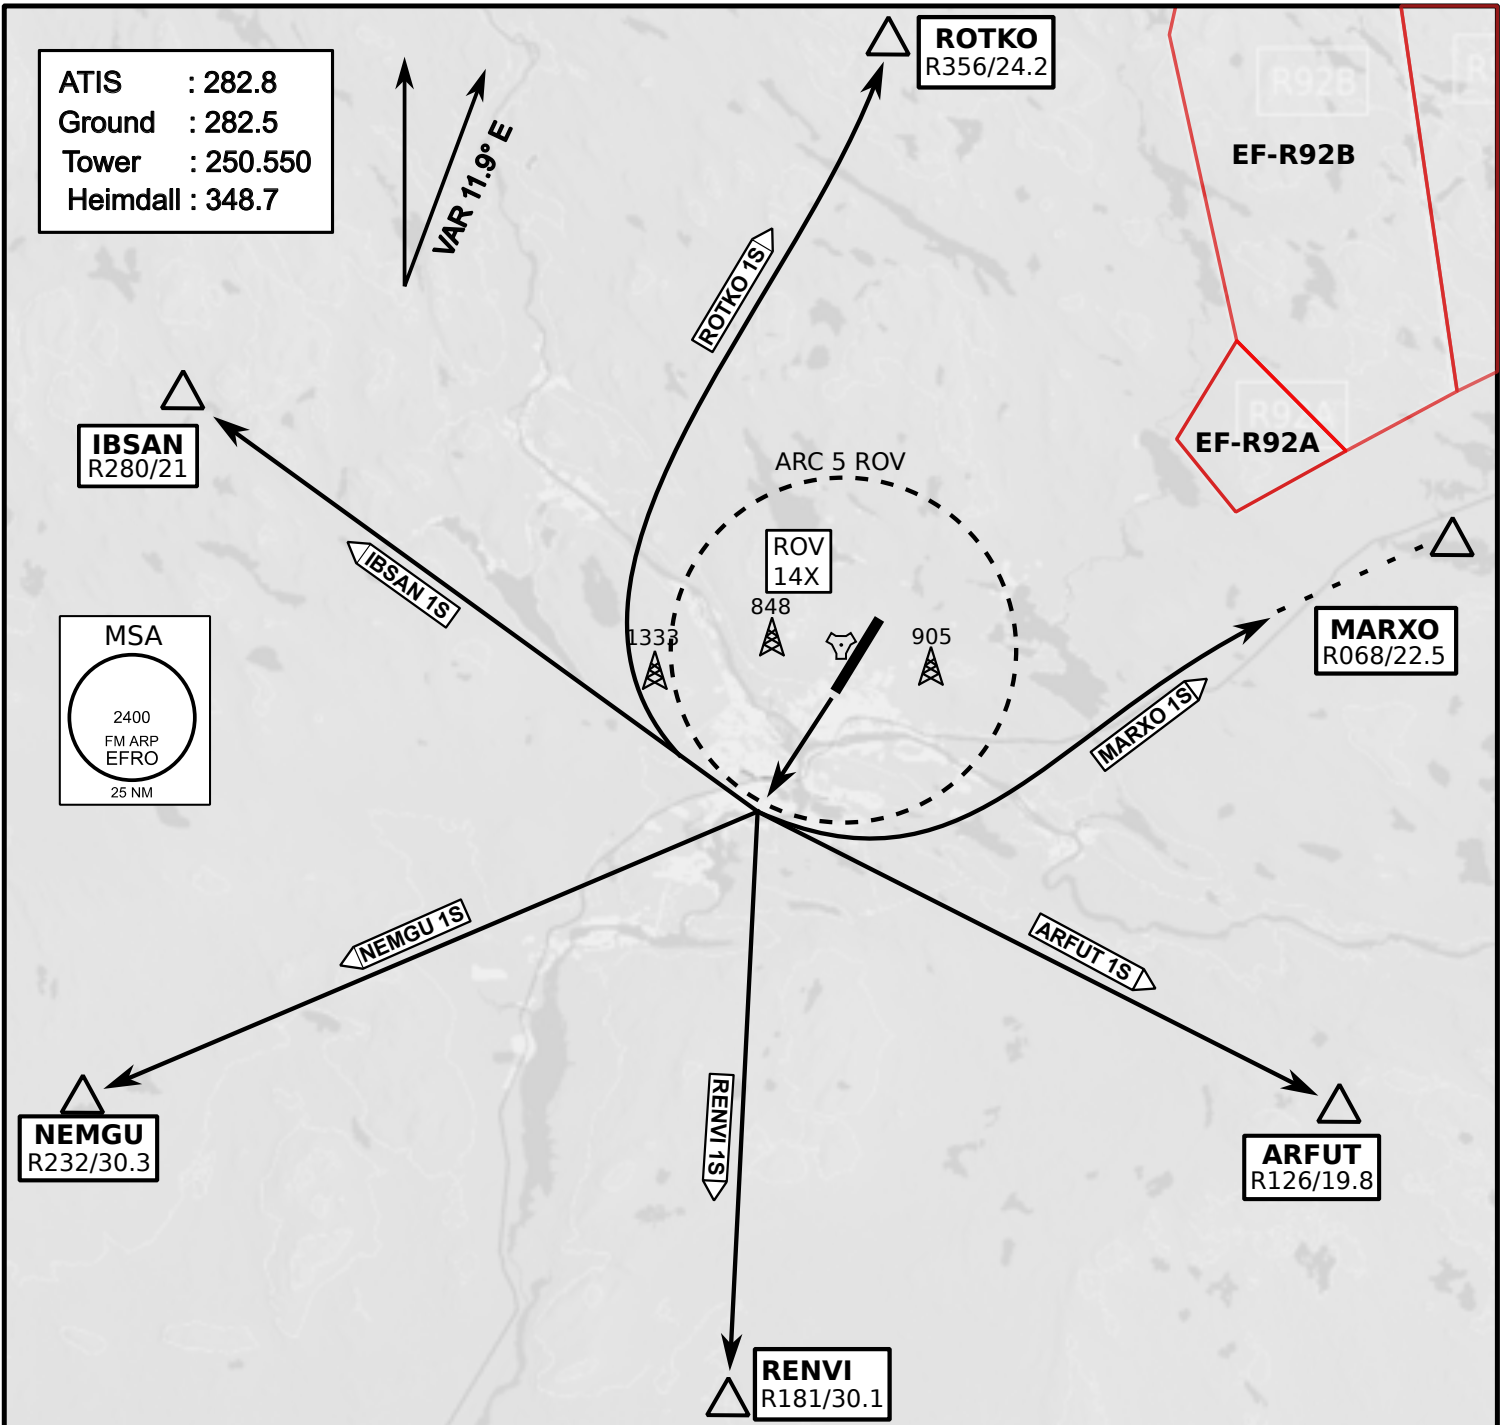 ROTKO
R356/24.2
ATIS : 282.8
Ground : 282.5
Tower : 250.550
Heimdall : 348.7
VAR 11.9° E
R92B
R
EF-R92B
ROTKO 1S
IBSAN
R280/21
R92A
EF-R92A
ARC 5 ROV
ROV
14X
IBSAN 1S
848
1333
905
MARXO
R068/22.5
MSA
2400
FM ARP
EFRO
25 NM
MARXO 1S
NEMGU 1S
ARFUT 1S
NEMGU
R232/30.3
RENVI 1S
ARFUT
R126/19.8
RENVI
R181/30.1